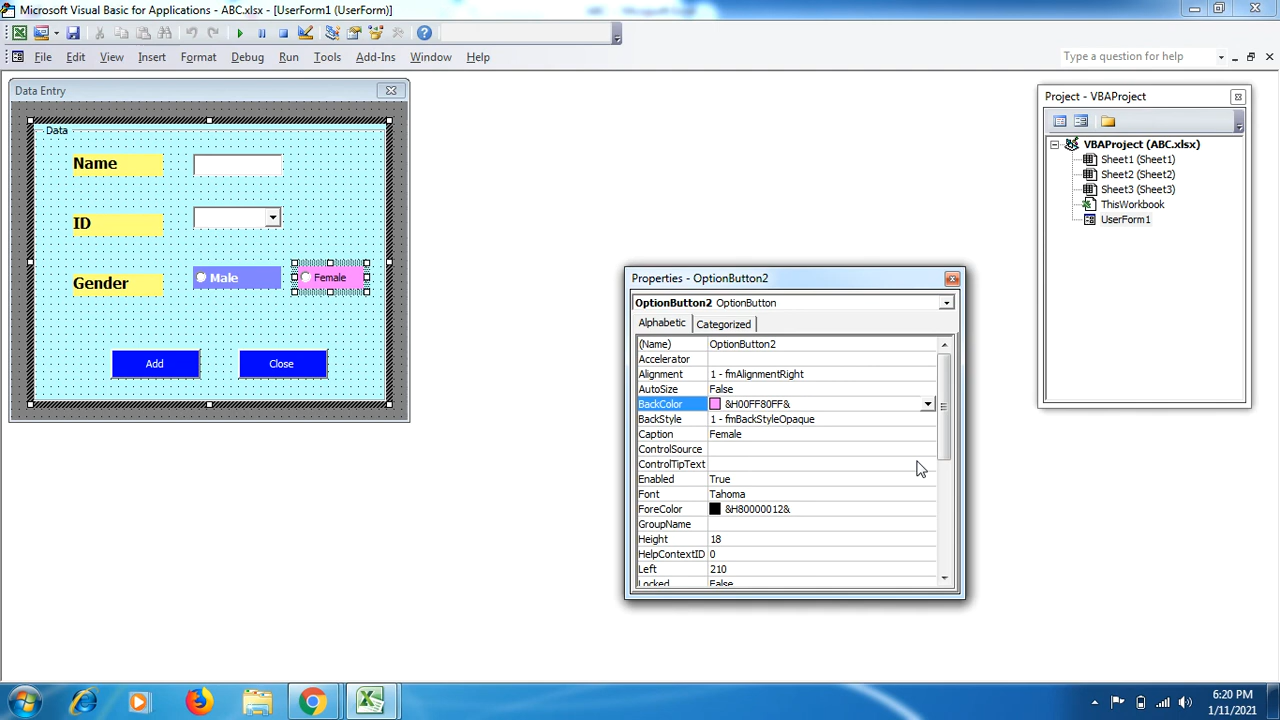 Microsoft Visual Basic for Applications - ABC.xlsx - [UserForm1 (UserForm)]
File Edit View Insert Format Debug Run Tools Add-Ins Window Help
Type a question for help
Data Entry
Data
Name
ID
Gender
Male
Female
Add
Close
Project - VBAProject
VBAProject (ABC.xlsx)
Sheet1 (Sheet1)
Sheet2 (Sheet2)
Sheet3 (Sheet3)
ThisWorkbook
UserForm1
Properties - OptionButton2
OptionButton2 OptionButton
Alphabetic Categorized
(Name) OptionButton2
Accelerator
Alignment 1 - fmAlignmentRight
AutoSize False
BackColor &H00FF80FF&
BackStyle 1 - fmBackStyleOpaque
Caption Female
ControlSource
ControlTipText
Enabled True
Font Tahoma
ForeColor &H80000012&
GroupName
Height 18
HelpContextID 0
Left 210
Locked False
6:20 PM
1/11/2021